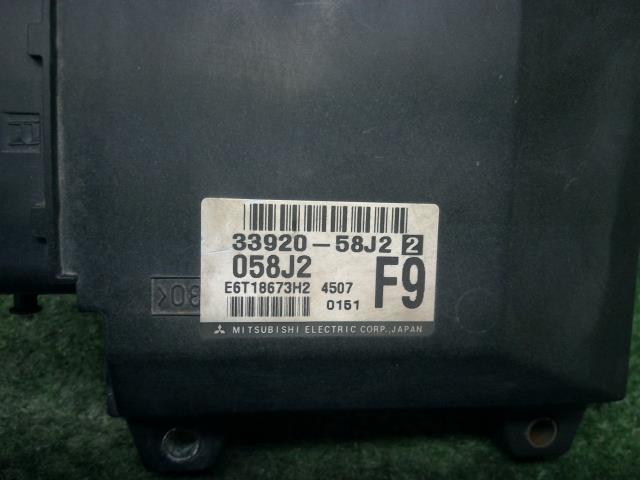 33920-58J2 2
058J2 F9
E6T18673H2 4507
0151
MITSUBISHI ELECTRIC CORP., JAPAN